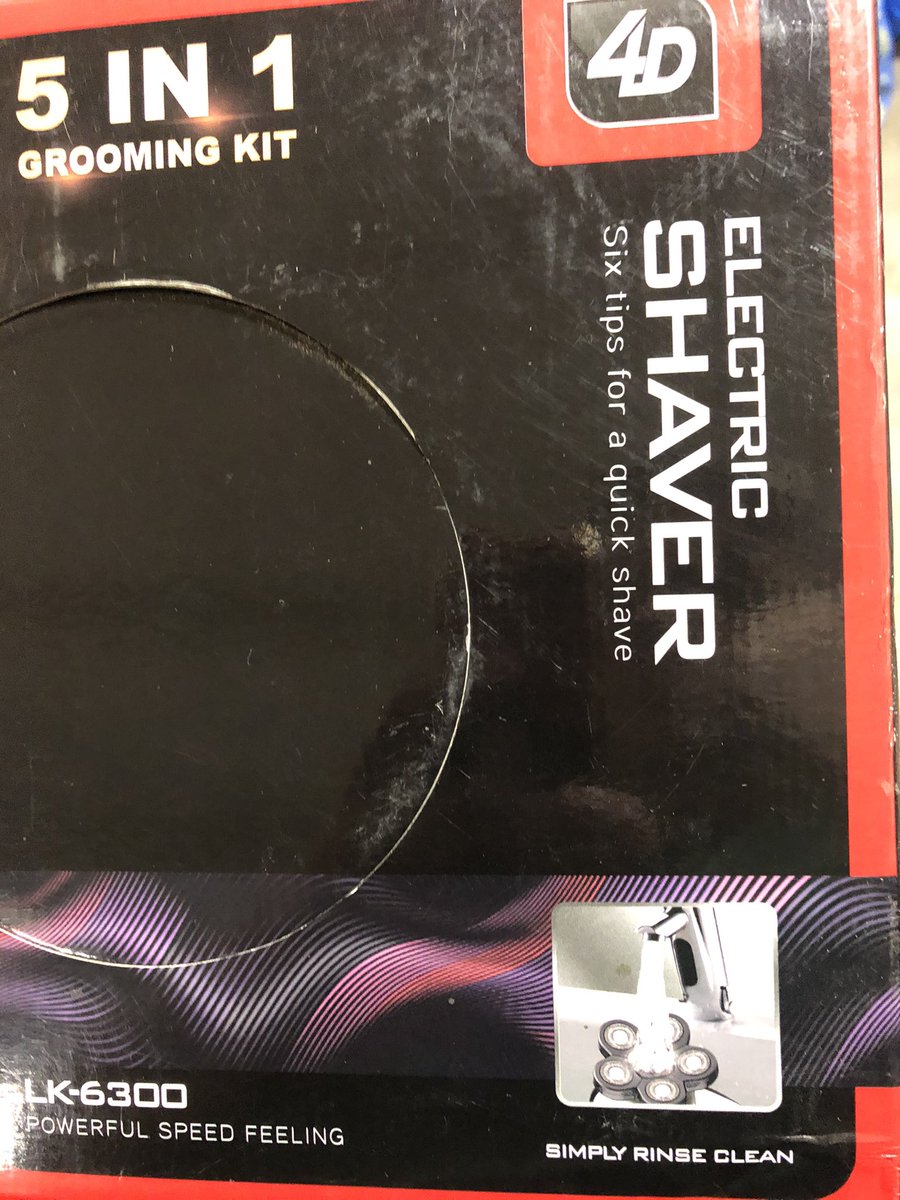 5 IN 1
GROOMING KIT
4D
ELECTRIC
SHAVER
Six tips for a quick shave
LK-6300
POWERFUL SPEED FEELING
SIMPLY RINSE CLEAN